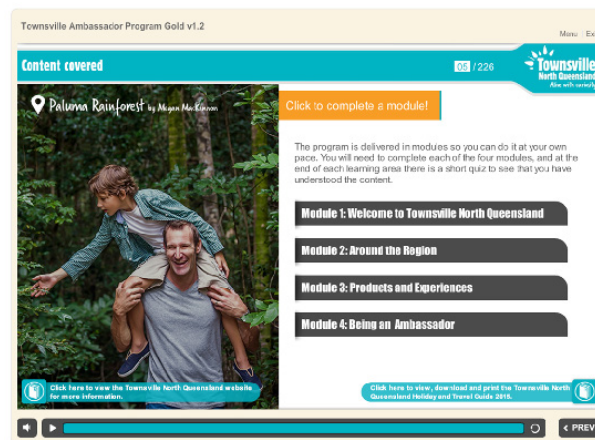 Townsville Ambassador Program Gold v1.2
Menu | Ex
Content covered
05 / 226
Townsville
North Queensland
Alive with curiosity
Paluma Rainforest by Megan MacKinnon
Click to complete a module!
The program is delivered in modules so you can do it at your own
pace. You will need to complete each of the four modules, and at the
end of each learning area there is a short quiz to see that you have
understood the content.
Module 1: Welcome to Townsville North Queensland
Module 2: Around the Region
Module 3: Products and Experiences
Module 4: Being an Ambassador
Click here to view the Townsville North Queensland website
for more information.
Click here to view, download and print the Townsville North
Queensland Holiday and Travel Guide 2015.
< PREV